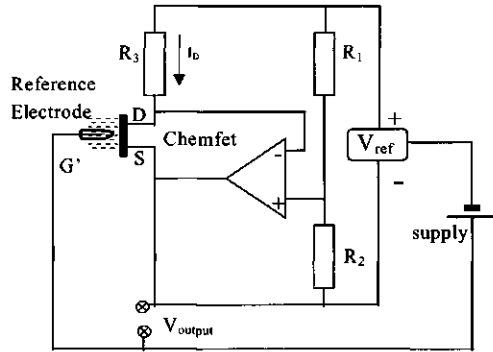 R3
ID
R1
Reference
Electrode
D
Chemfet
+
Vref
G'
S
-
+
-
supply
R2
Voutput